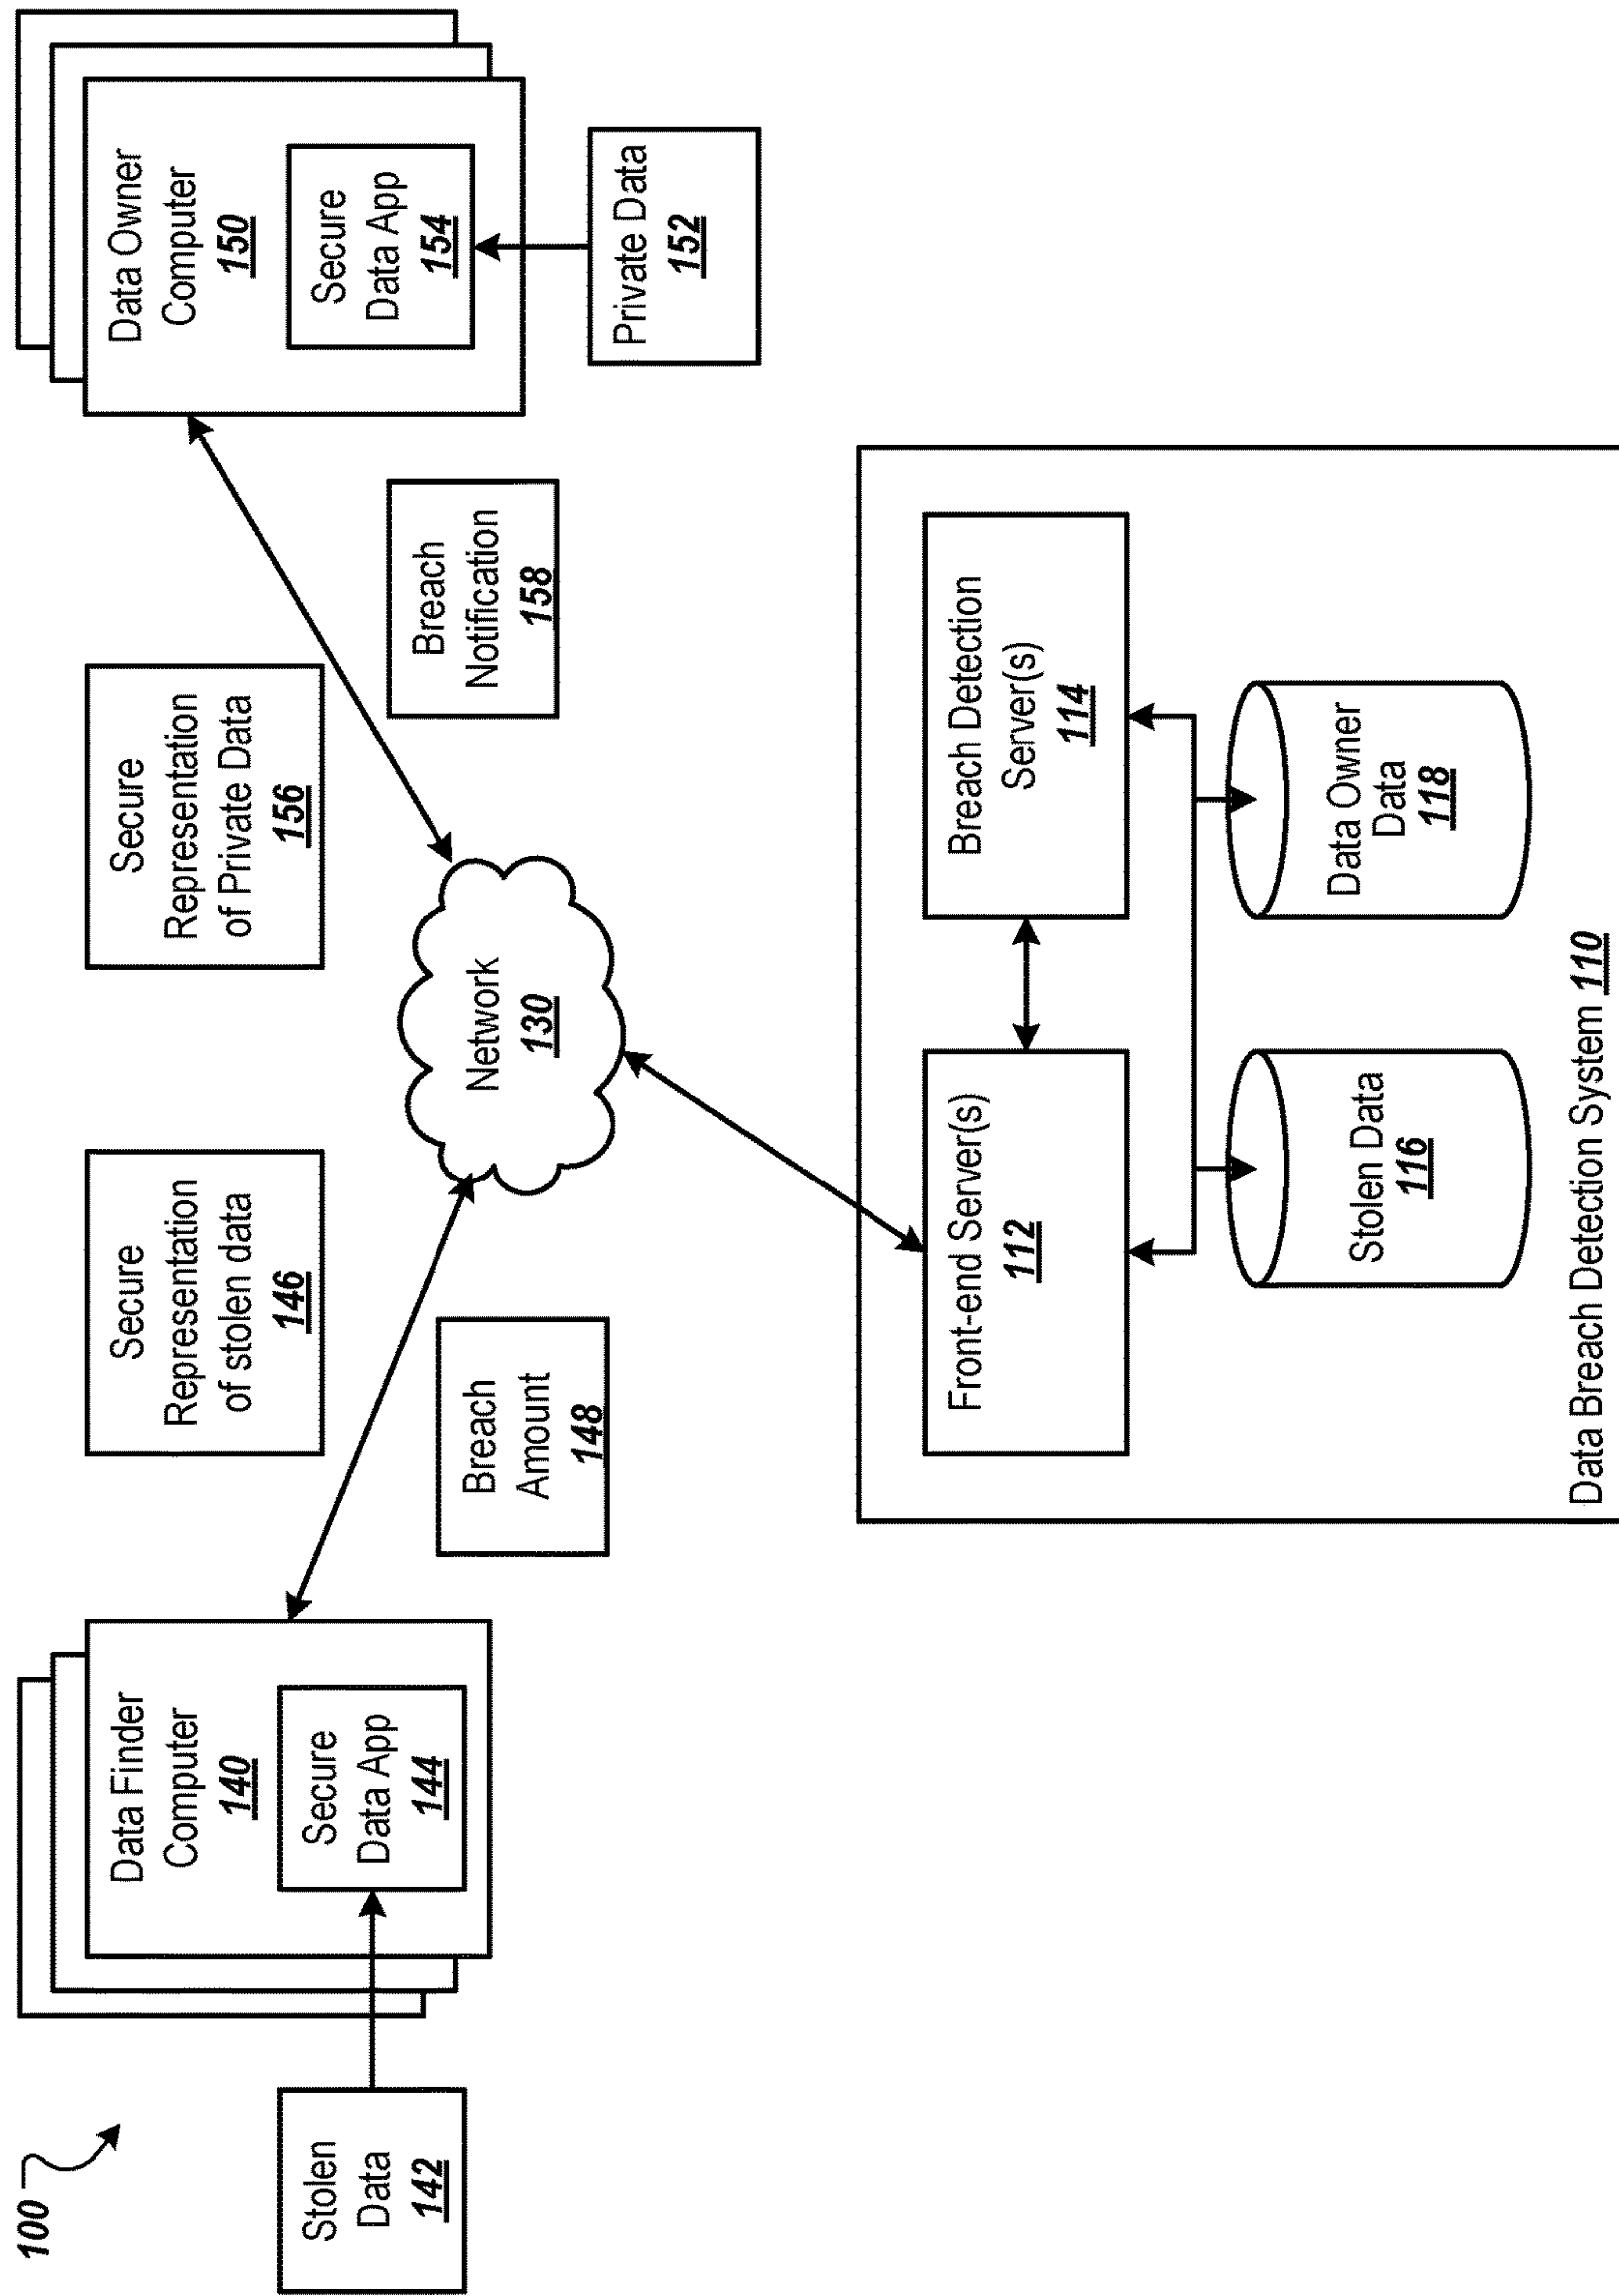 100
Stolen
Data
142
Data Finder
Computer
140
Secure
Data App
144
Secure
Representation
of stolen data
146
Breach
Amount
148
Network
130
Secure
Representation
of Private Data
156
Breach
Notification
158
Data Owner
Computer
150
Secure
Data App
154
Private Data
152
Front-end Server(s)
112
Breach Detection
Server(s)
114
Stolen Data
116
Data Owner
Data
118
Data Breach Detection System 110